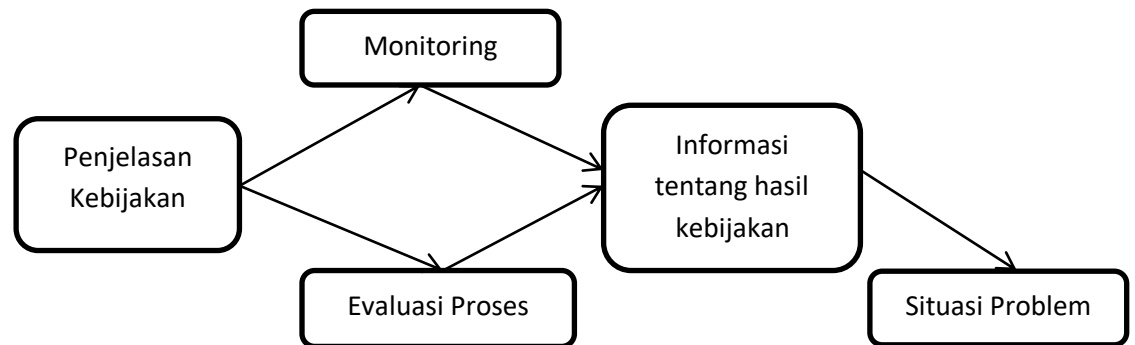 Monitoring
Penjelasan
Kebijakan
Informasi
tentang hasil
kebijakan
Evaluasi Proses
Situasi Problem